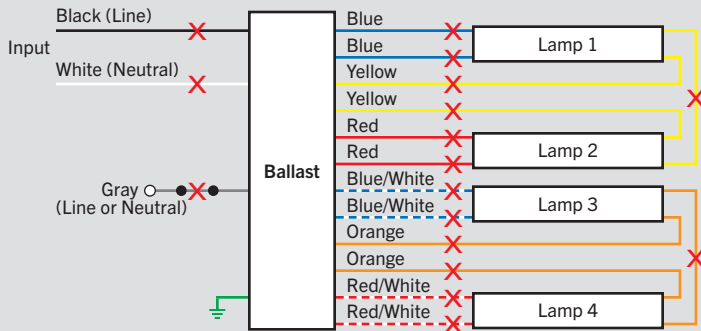 Black (Line)
Input
White (Neutral)
Gray
(Line or Neutral)
Ballast
Blue
Blue
Yellow
Yellow
Red
Red
Blue/White
Blue/White
Orange
Orange
Red/White
Red/White
Lamp 1
Lamp 2
Lamp 3
Lamp 4